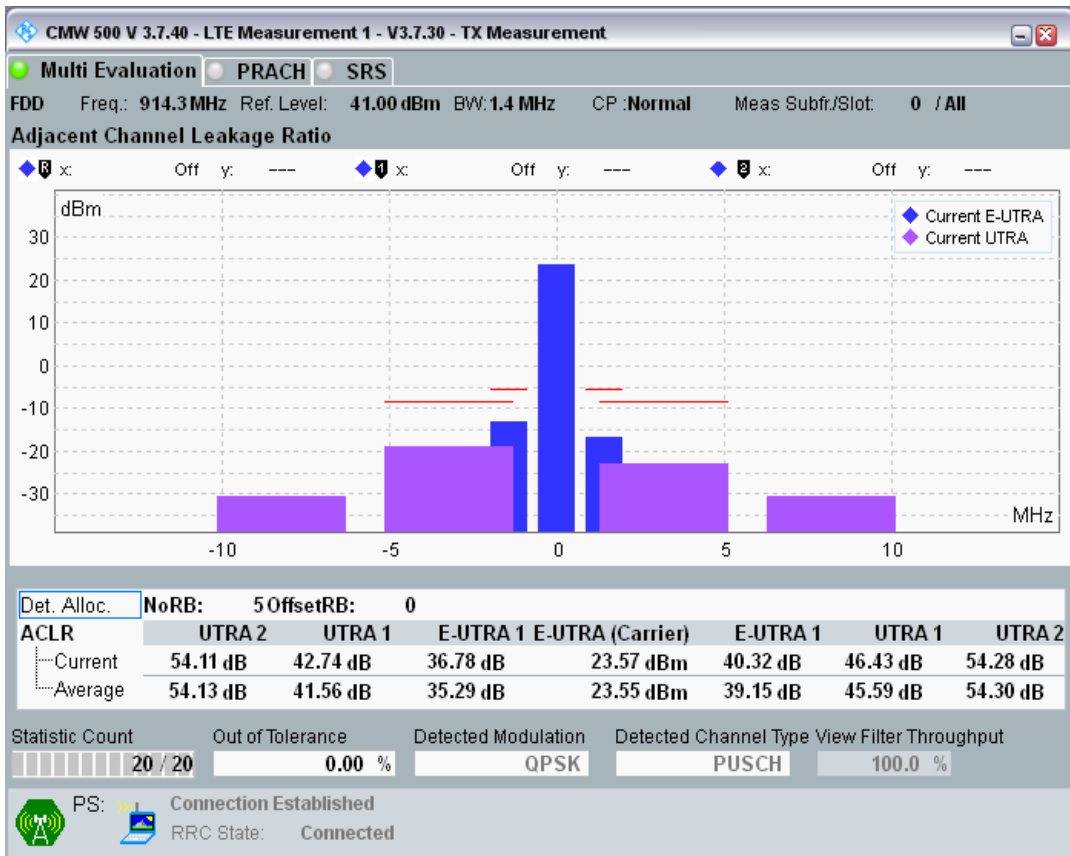 CMW 500 V 3.7.40 - LTE Measurement 1 - V3.7.30 - TX Measurement
Multi Evaluation PRACH SRS
FDD Freq.: 914.3 MHz Ref. Level: 41.00 dBm BW: 1.4 MHz CP :Normal Meas Subfr./Slot: 0 / All
Adjacent Channel Leakage Ratio
R x: Off y: --- 1 x: Off y: --- 2 x: Off y: ---
dBm
Current E-UTRA
Current UTRA
30
20
10
0
-10
-20
-30
MHz
-10 -5 0 5 10
Det. Alloc. NoRB: 5 OffsetRB: 0
ACLR UTRA 2 UTRA 1 E-UTRA 1 E-UTRA (Carrier) E-UTRA 1 UTRA 1 UTRA 2
Current 54.11 dB 42.74 dB 36.78 dB 23.57 dBm 40.32 dB 46.43 dB 54.28 dB
Average 54.13 dB 41.56 dB 35.29 dB 23.55 dBm 39.15 dB 45.59 dB 54.30 dB
Statistic Count Out of Tolerance Detected Modulation Detected Channel Type View Filter Throughput
20 / 20 0.00 % QPSK PUSCH 100.0 %
PS: Connection Established
RRC State: Connected